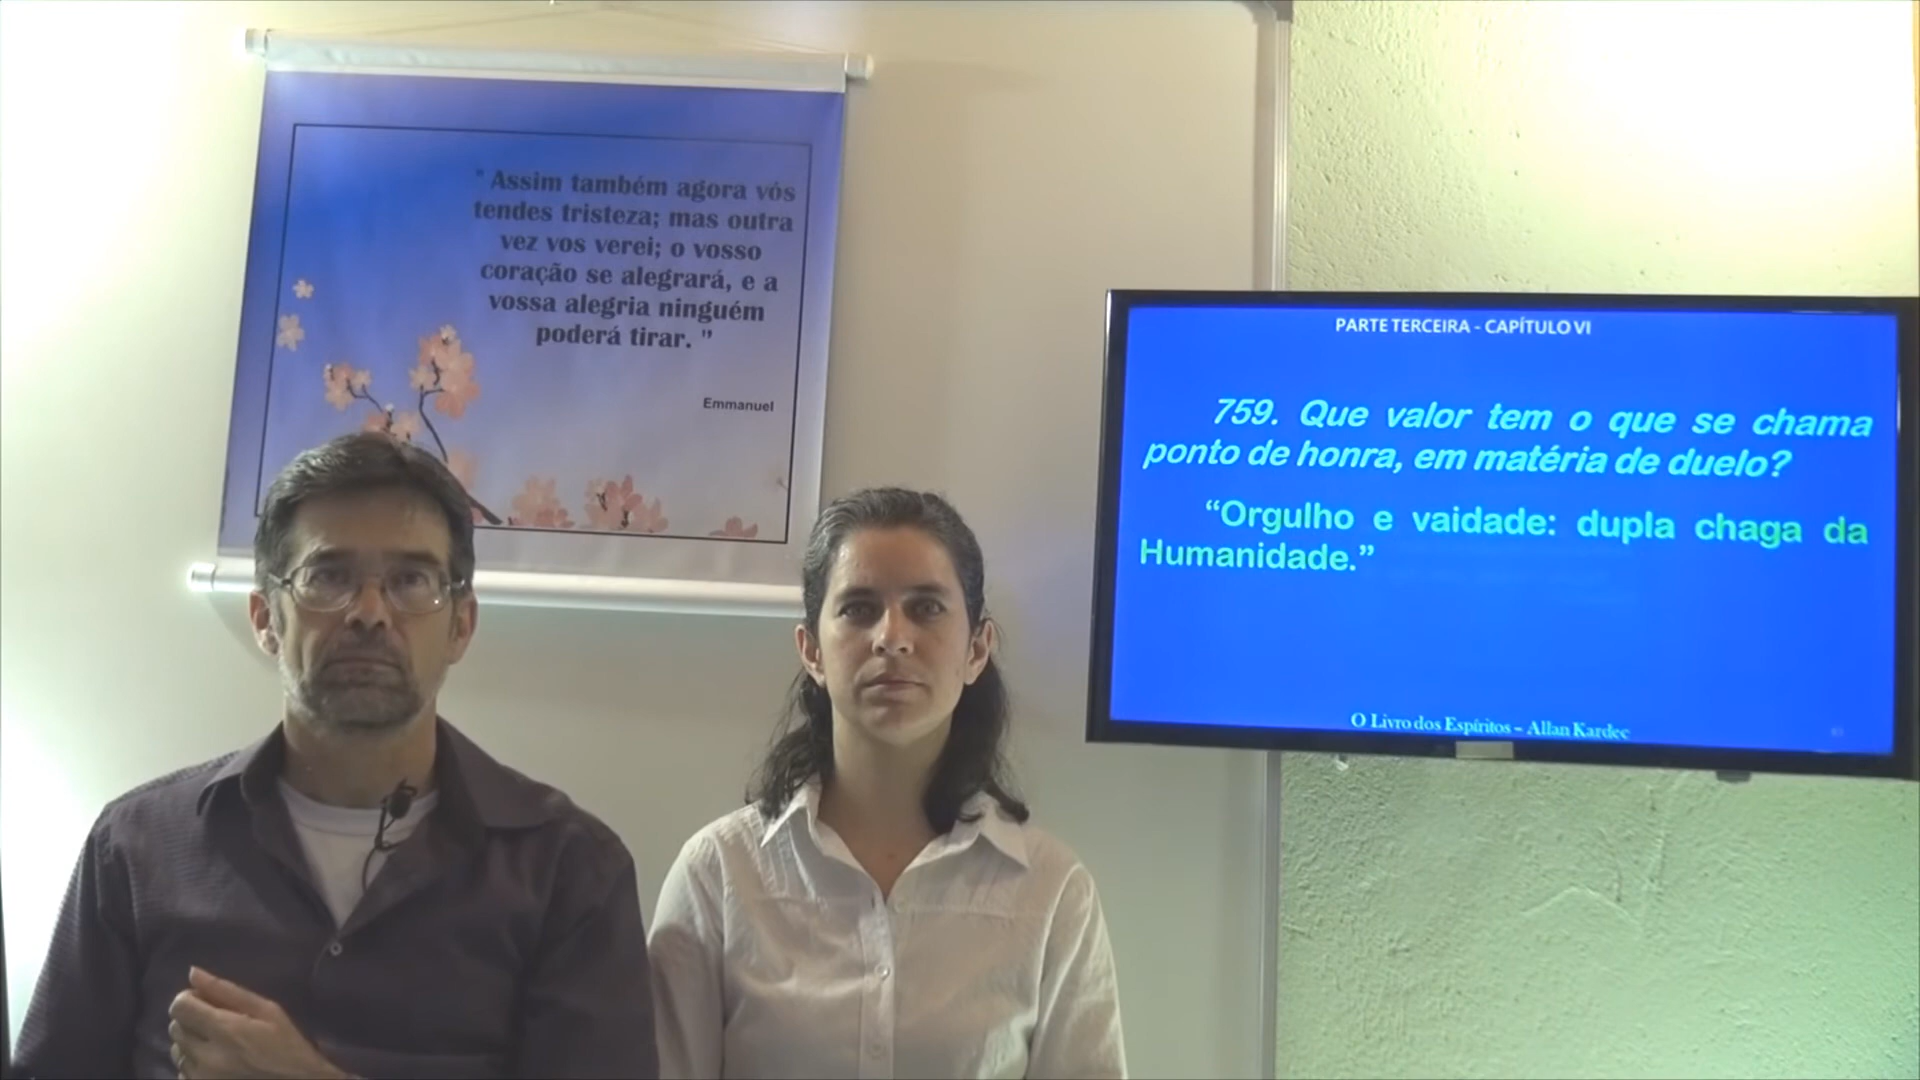 " Assim também agora vós
tendes tristeza; mas outra
vez vos verei; o vosso
coração se alegrará, e a
vossa alegria ninguém
poderá tirar. ”
Emmanuel
PARTE TERCEIRA - CAPÍTULO VI
759. Que valor tem o que se chama
ponto de honra, em matéria de duelo?
“Orgulho e vaidade: dupla chaga da
Humanidade.”
O Livro dos Espíritos – Allan Kardec